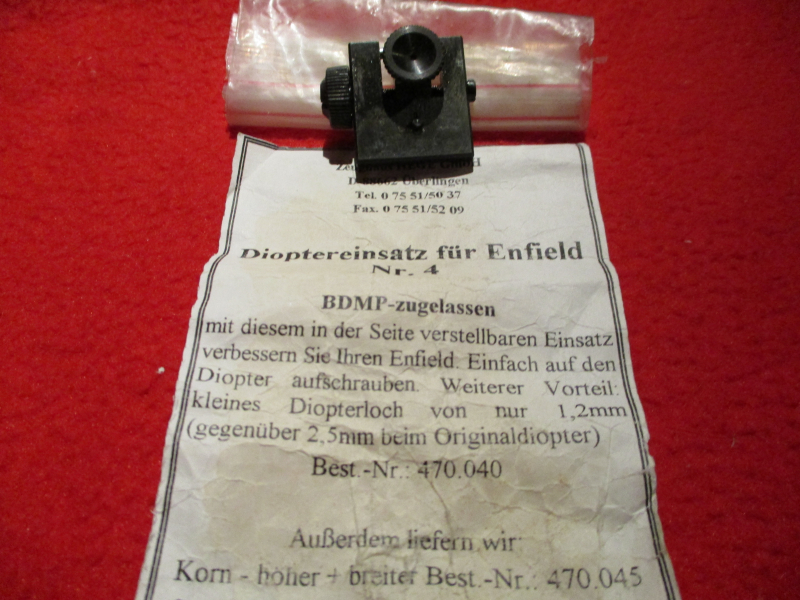 D-88662 Überlingen
Tel. 0 75 51/50 37
Fax. 0 75 51/52 09
Dioptereinsatz für Enfield
Nr. 4
BDMP-zugelassen
mit diesem in der Seite verstellbaren Einsatz
verbessern Sie Ihren Enfield. Einfach auf den
Diopter aufschrauben. Weiterer Vorteil:
kleines Diopterloch von nur 1,2mm
(gegenüber 2,5mm beim Originaldiopter)
Best.-Nr.: 470.040
Außerdem liefern wir:
Korn - höher + breiter Best.-Nr.: 470.045